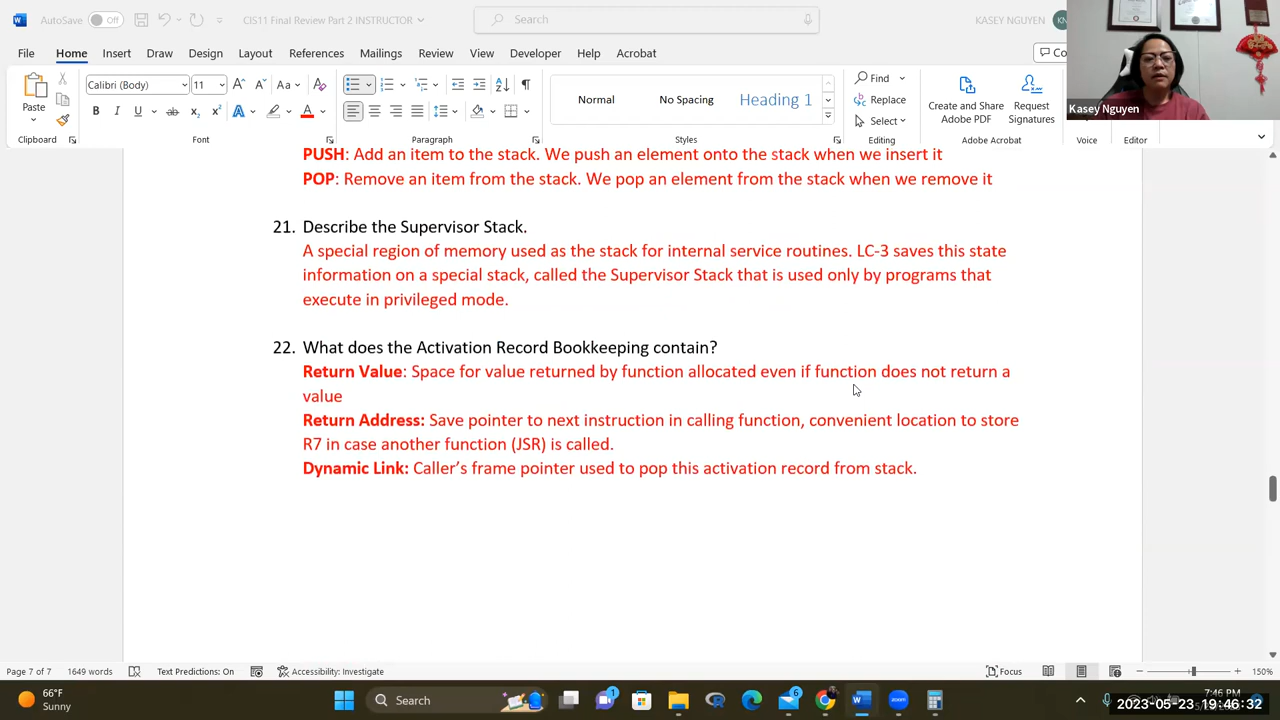 AutoSave Off CIS11 Final Review Part 2 INSTRUCTOR Search KASEY NGUYEN
File Home Insert Draw Design Layout References Mailings Review View Developer Help Acrobat
Paste
Clipboard
Calibri (Body) 11
Font
Paragraph
Normal No Spacing Heading 1
Styles
Find
Replace
Select
Editing
Create and Share Adobe PDF
Request Signatures
Adobe Acrobat
Voice
Editor
Kasey Nguyen
PUSH: Add an item to the stack. We push an element onto the stack when we insert it
POP: Remove an item from the stack. We pop an element from the stack when we remove it
21. Describe the Supervisor Stack.
A special region of memory used as the stack for internal service routines. LC-3 saves this state
information on a special stack, called the Supervisor Stack that is used only by programs that
execute in privileged mode.
22. What does the Activation Record Bookkeeping contain?
Return Value: Space for value returned by function allocated even if function does not return a
value
Return Address: Save pointer to next instruction in calling function, convenient location to store
R7 in case another function (JSR) is called.
Dynamic Link: Caller's frame pointer used to pop this activation record from stack.
Page 7 of 7 1649 words Text Predictions: On Accessibility: Investigate Focus 150%
66°F
Sunny
Search
7:46 PM
2023-05-23 19:46:32